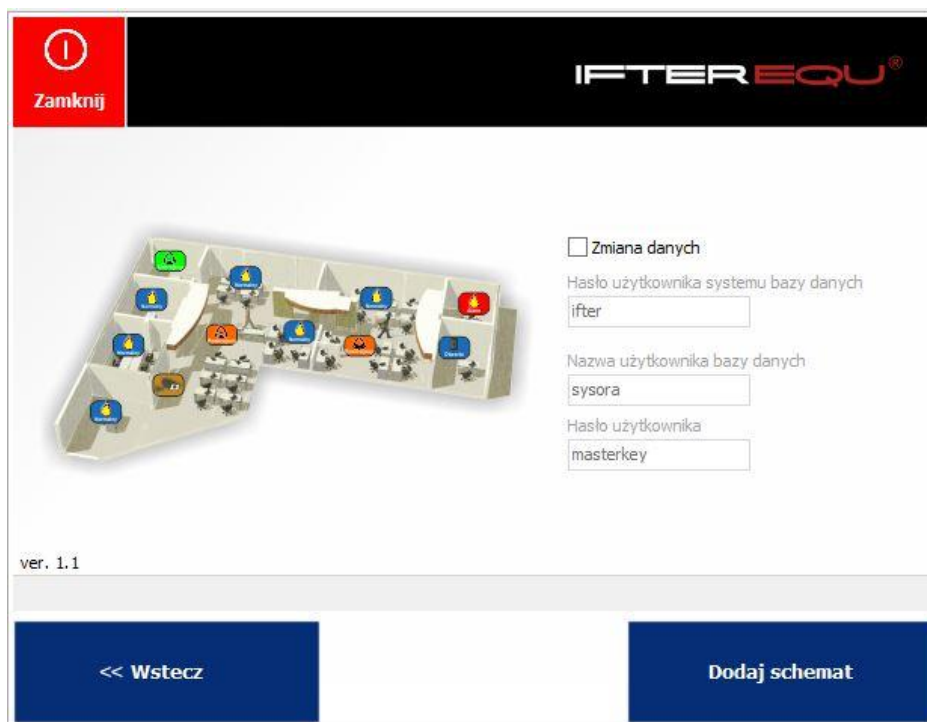 Zamknij
IFTER EQU®
Zmiana danych
Hasło użytkownika systemu bazy danych
ifter
Nazwa użytkownika bazy danych
sysora
Hasło użytkownika
masterkey
ver. 1.1
<< Wstecz
Dodaj schemat